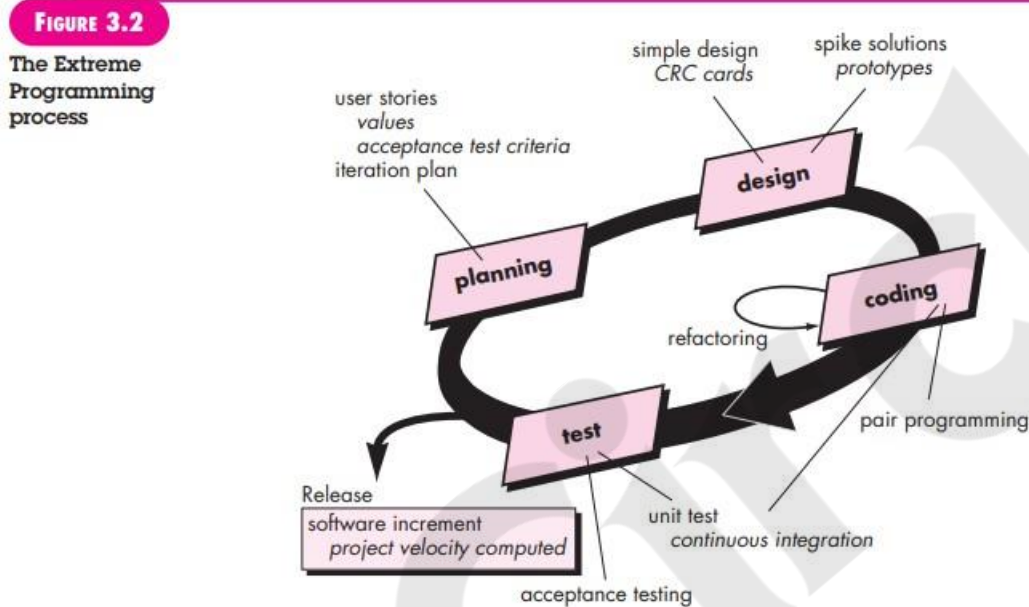 FIGURE 3.2
The Extreme
Programming
process
simple design
CRC cards
spike solutions
prototypes
user stories
values
acceptance test criteria
iteration plan
design
planning
coding
refactoring
test
pair programming
Release
software increment
project velocity computed
unit test
continuous integration
acceptance testing